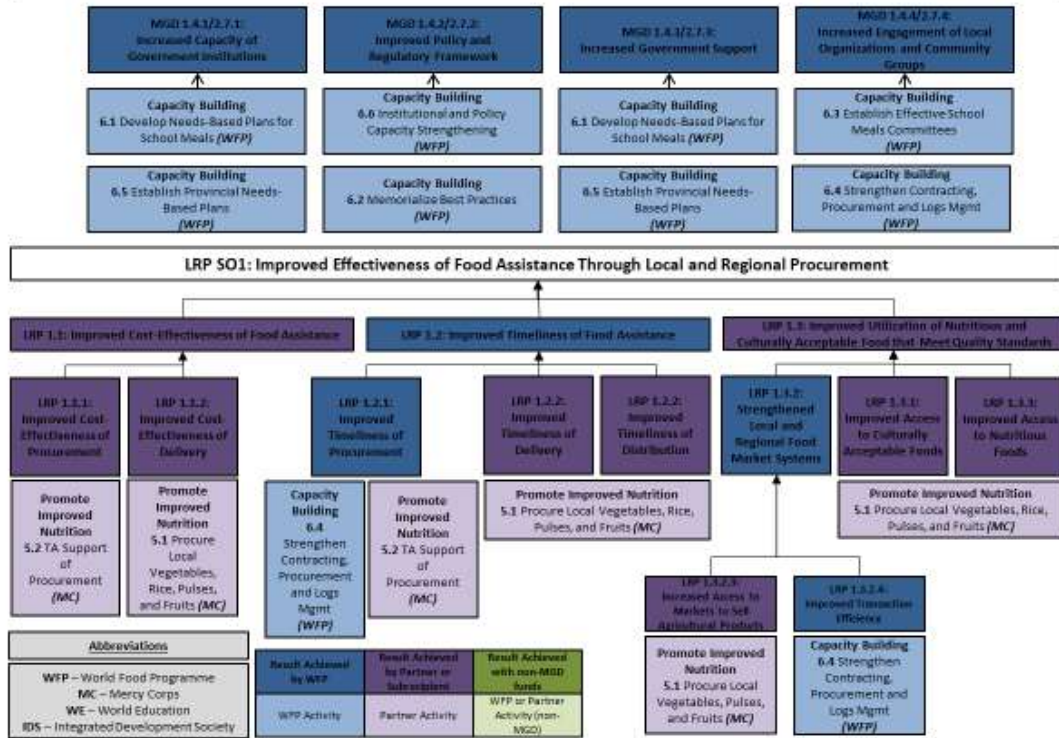 MGD 1.4.1/2.7.1:
Increased Capacity of
Government Institutions
MGD 1.4.2/2.7.2:
Improved Policy and
Regulatory Framework
MGD 1.4.3/2.7.3:
Increased Government Support
MGD 1.4.4/2.7.4:
Increased Engagement of Local
Organizations and Community
Groups
Capacity Building
6.1 Develop Needs-Based Plans for
School Meals (WFP)
Capacity Building
6.6 Institutional and Policy
Capacity Strengthening
(WFP)
Capacity Building
6.1 Develop Needs-Based Plans for
School Meals (WFP)
Capacity Building
6.3 Establish Effective School
Meals Committees
(WFP)
Capacity Building
6.5 Establish Provincial Needs-
Based Plans
(WFP)
Capacity Building
6.2 Memorialize Best Practices
(WFP)
Capacity Building
6.5 Establish Provincial Needs-
Based Plans
(WFP)
Capacity Building
6.4 Strengthen Contracting,
Procurement and Logs Mgmt
(WFP)
LRP SO1: Improved Effectiveness of Food Assistance Through Local and Regional Procurement
LRP 1.1: Improved Cost-Effectiveness of Food Assistance
LRP 1.2: Improved Timeliness of Food Assistance
LRP 1.3: Improved Utilization of Nutritious and
Culturally Acceptable Food that Meet Quality Standards
Improved Cost-
Effectiveness of
Procurement
Improved Cost-
Effectiveness of
Delivery
LRP 1.2.1:
Improved
Timeliness of
Procurement
LRP 1.2.2:
Improved
Timeliness of
Delivery
LRP 1.2.2:
Improved
Timeliness of
Distribution
LRP 1.3.2:
Strengthened
Local and
Regional Food
Market Systems
LRP 1.3.1:
Improved Access
to Culturally
Acceptable Foods
LRP 1.3.3:
Improved Access
to Nutritious
Foods
Promote
Improved
Nutrition
5.2 TA Support
of
Procurement
(MC)
Promote
Improved
Nutrition
5.1 Procure
Local
Vegetables,
Rice, Pulses,
and Fruits (MC)
Capacity
Building
6.4
Strengthen
Contracting,
Procurement
and Logs
Mgmt
(WFP)
Promote
Improved
Nutrition
5.2 TA Support
of
Procurement
(MC)
Promote Improved Nutrition
5.1 Procure Local Vegetables, Rice,
Pulses, and Fruits (MC)
Promote Improved Nutrition
5.1 Procure Local Vegetables, Rice,
Pulses, and Fruits (MC)
LRP 1.3.2.3:
Increased Access to
Markets to Sell
Agricultural Products
LRP 1.3.2.4:
Improved Transaction
Efficiency
Promote Improved
Nutrition
5.1 Procure Local
Vegetables, Pulses, and
Fruits (MC)
Capacity Building
6.4 Strengthen
Contracting,
Procurement and
Logs Mgmt
(WFP)
Abbreviations
WFP – World Food Programme
MC – Mercy Corps
WE – World Education
IDS – Integrated Development Society
Result Achieved
by WFP
Result Achieved
by Partner or
Subrecipient
Result Achieved
with non-MGD
funds
WFP Activity
Partner Activity
WFP or Partner
Activity (non-
MGD)